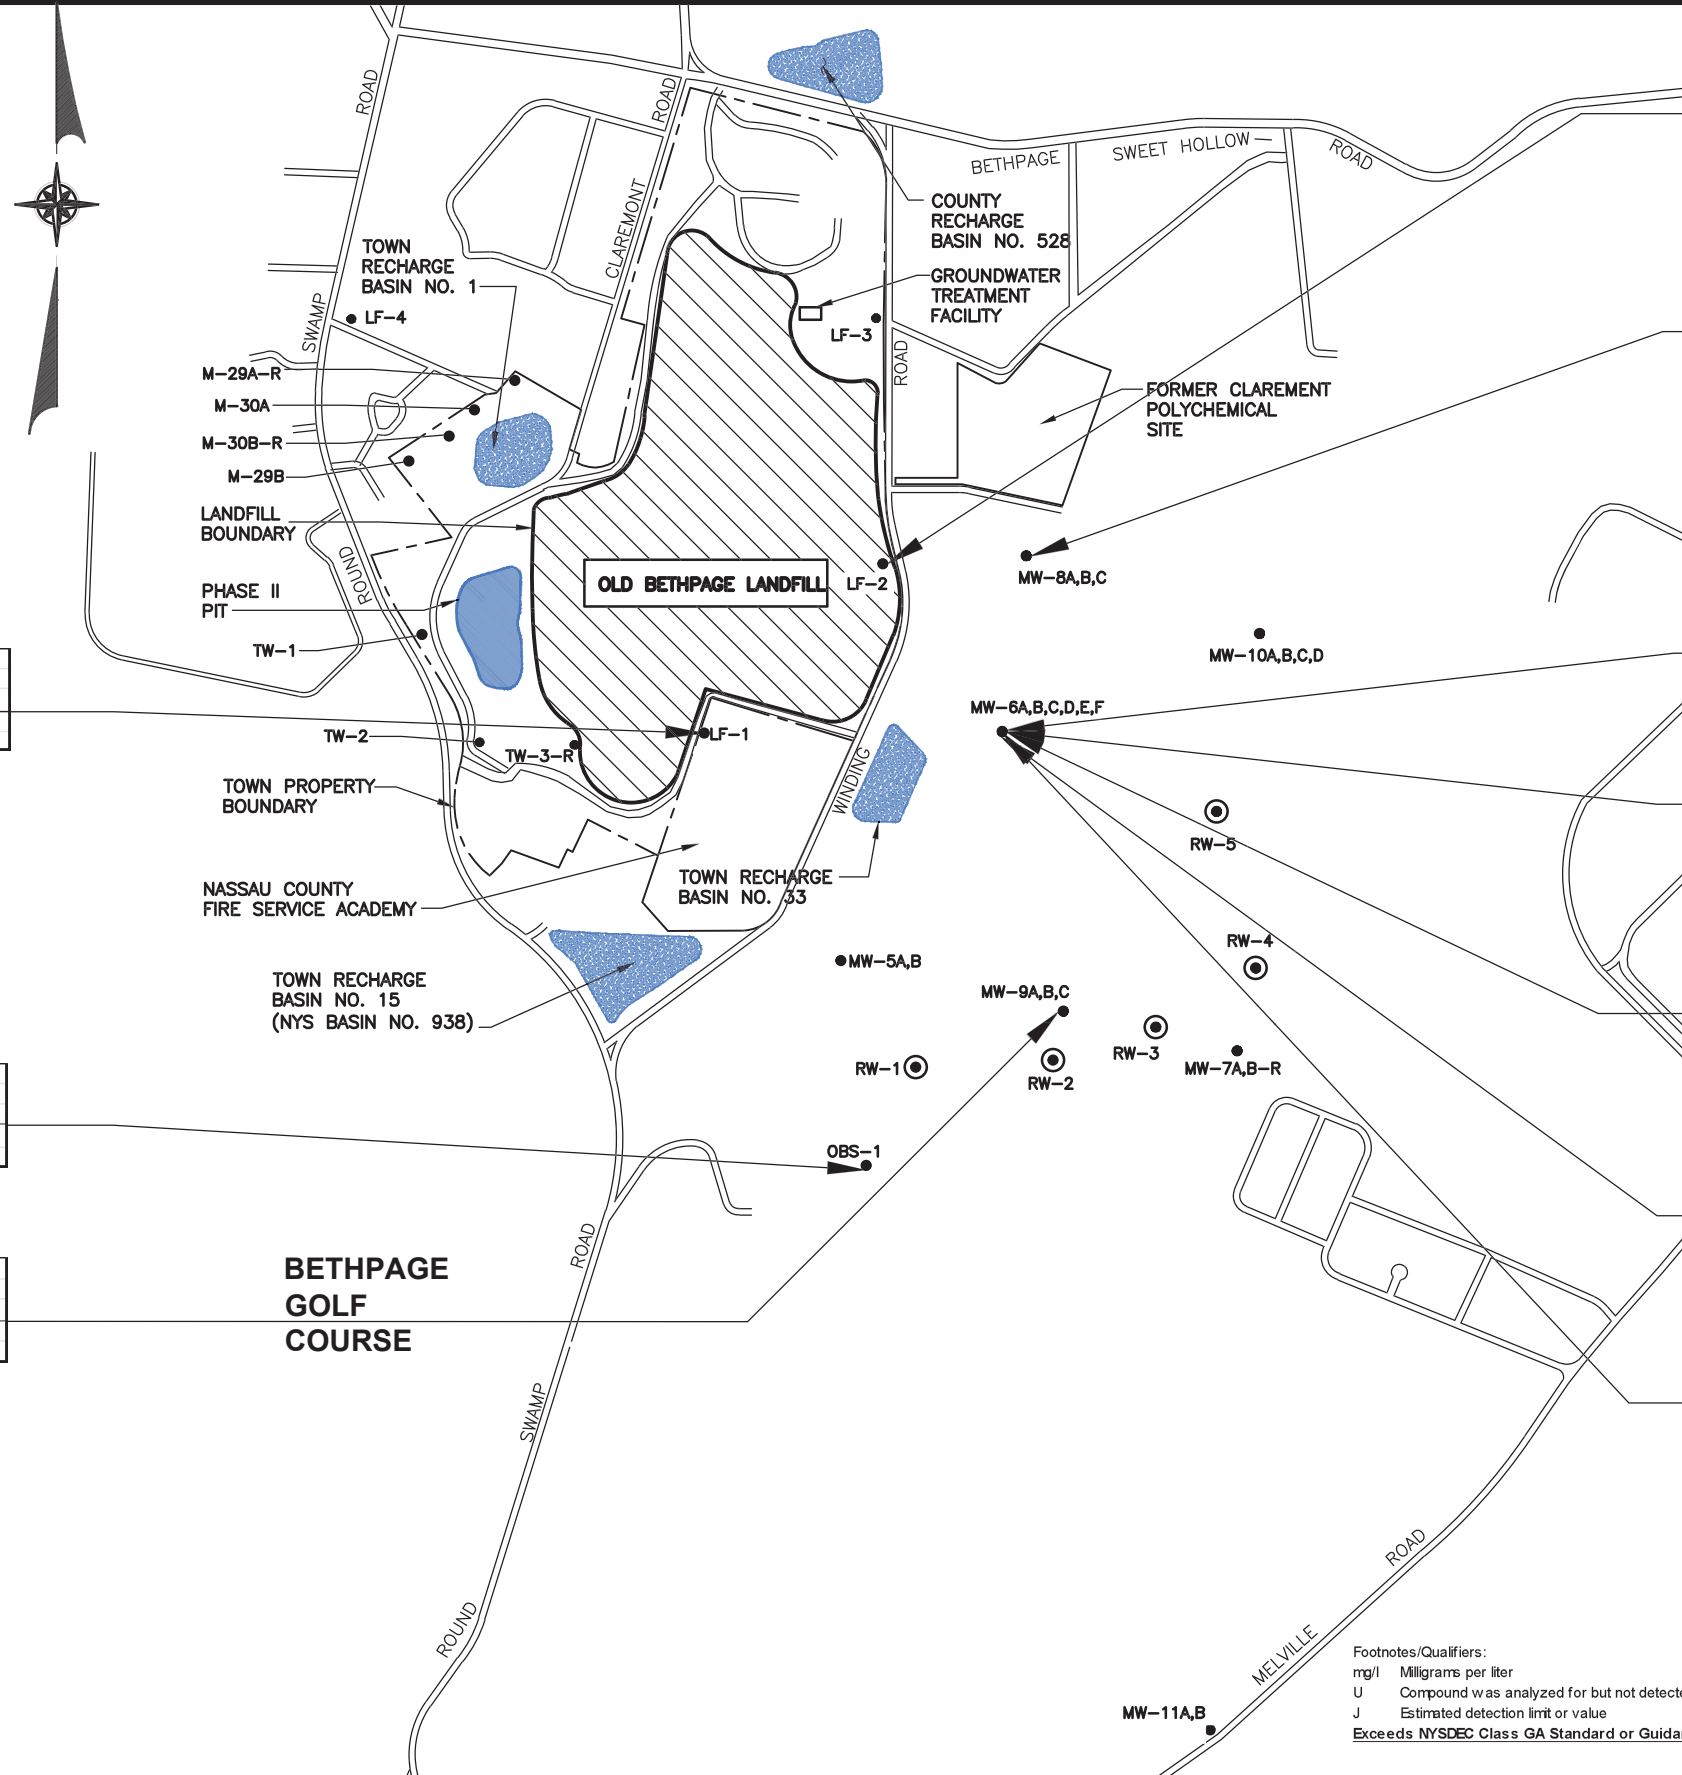 ROAD
ROAD
BETHPAGE
SWEET HOLLOW
ROAD
CLAREMONT
COUNTY
RECHARGE
BASIN NO. 528
TOWN
RECHARGE
BASIN NO. 1
GROUNDWATER
TREATMENT
FACILITY
SWAMP
LF-4
LF-3
ROAD
M-29A-R
M-30A
M-30B-R
M-29B
FORMER CLAREMENT
POLYCHEMICAL
SITE
LANDFILL
BOUNDARY
ROUND
OLD BETHPAGE LANDFILL
LF-2
MW-8A,B,C
PHASE II
PIT
TW-1
MW-10A,B,C,D
MW-6A,B,C,D,E,F
TW-2
TW-3-R
LF-1
WINDING
TOWN PROPERTY
BOUNDARY
RW-5
NASSAU COUNTY
FIRE SERVICE ACADEMY
TOWN RECHARGE
BASIN NO. 33
RW-4
MW-5A,B
TOWN RECHARGE
BASIN NO. 15
(NYS BASIN NO. 938)
MW-9A,B,C
RW-1
RW-2
RW-3
MW-7A,B-R
OBS-1
ROAD
BETHPAGE
GOLF
COURSE
SWAMP
ROUND
ROAD
MELVILLE
MW-11A,B
Footnotes/Qualifiers:
mg/l Milligrams per liter
U Compound was analyzed for but not detecte
J Estimated detection limit or value
Exceeds NYSDEC Class GA Standard or Guida